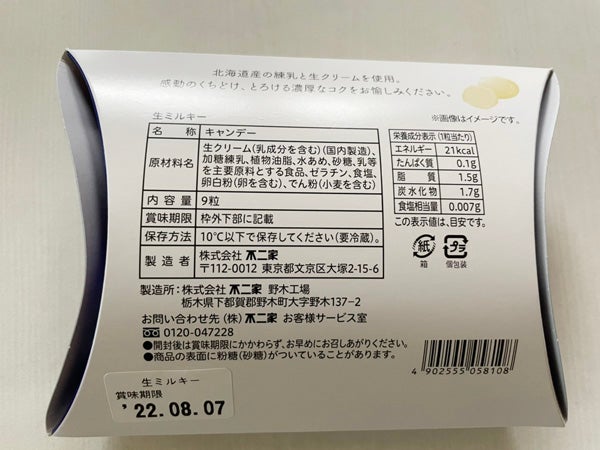 北海道産の練乳と生クリームを使用。
感動のくちどけ、とろける濃厚なコクをお愉しみください。
※画像はイメージです。
生ミルキー
名 称 キャンデー
原材料名 生クリーム(乳成分を含む)(国内製造)、
加糖練乳、植物油脂、水あめ、砂糖、乳等
を主要原料とする食品、ゼラチン、食塩、
卵白粉(卵を含む)、でん粉(小麦を含む)
内 容 量 9粒
賞味期限 枠外下部に記載
保存方法 10℃以下で保存してください(要冷蔵)。
製 造 者 株式会社 不二家
〒112-0012 東京都文京区大塚2-15-6
栄養成分表示(1粒当たり)
エネルギー 21kcal
たんぱく質 0.1g
脂 質 1.5g
炭水化物 1.7g
食塩相当量 0.007g
この表示値は、目安です。
紙 プラ
箱 個包装
製造所：株式会社 不二家 野木工場
栃木県下都賀郡野木町大字野木137-2
お問い合わせ先 (株) 不二家 お客様サービス室
0120-047228
●開封後は賞味期限にかかわらず、お早めにお召しあがりください。
●商品の表面に粉糖(砂糖)がついていることがあります。
4 902555 058108
生ミルキー
賞味期限
'22.08.07